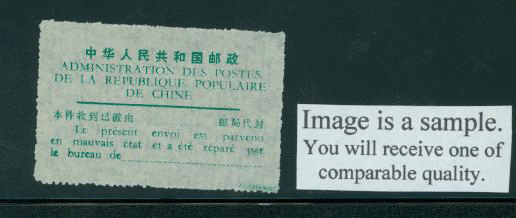 中华人民共和国邮政
ADMINISTRATION DES POSTES
DE LA REPUBLIQUE POPULAIRE
DE CHINE
本件收到已破 邮局代封
Le présent envoi est parvenu
en mauvais état et a été réparé par
le bureau de
Image is a sample.
You will receive one of
comparable quality.